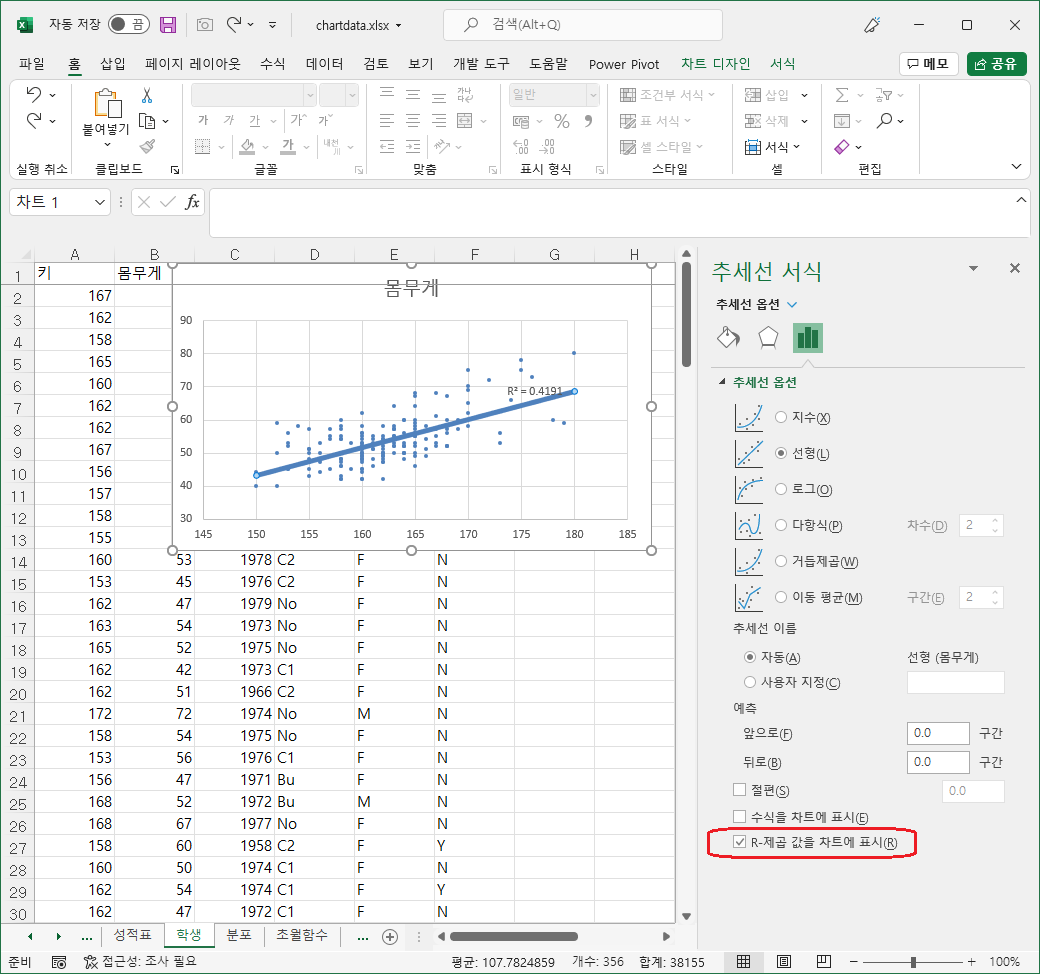 자동 저장 끔 chartdata.xlsx 검색(Alt+Q)
파일 홈 삽입 페이지 레이아웃 수식 데이터 검토 보기 개발 도구 도움말 Power Pivot 차트 디자인 서식 메모 공유
붙여넣기 가 가 가 가 가 가 내천 가나다 일반 % 조건부 서식 표 서식 셀 스타일 삽입 삭제 서식
실행 취소 클립보드 글꼴 맞춤 표시 형식 스타일 셀 편집
차트 1 fx
A B C D E F G H
1 키 몸무게
2 167
3 162
4 158
5 165
6 160
7 162
8 162
9 167
10 156
11 157
12 158
13 155
14 160 53 1978 C2 F N
15 153 45 1976 C2 F N
16 162 47 1979 No F N
17 163 54 1973 No F N
18 165 52 1975 No F N
19 162 42 1973 C1 F N
20 162 51 1966 C2 F N
21 172 72 1974 No M N
22 158 54 1975 No F N
23 153 56 1976 C1 F N
24 156 47 1971 Bu F N
25 168 52 1972 Bu M N
26 168 67 1977 No F N
27 158 60 1958 C2 F Y
28 160 50 1974 C1 F N
29 162 54 1974 C1 F Y
30 162 47 1972 C1 F N
몸무게
90
80
70
60
50
40
30
145 150 155 160 165 170 175 180 185
R² = 0.4191
추세선 서식
추세선 옵션
추세선 옵션
지수(X)
선형(L)
로그(O)
다항식(P) 차수(D) 2
거듭제곱(W)
이동 평균(M) 구간(E) 2
추세선 이름
자동(A) 선형 (몸무게)
사용자 지정(C)
예측
앞으로(F) 0.0 구간
뒤로(B) 0.0 구간
절편(S) 0.0
수식을 차트에 표시(E)
R-제곱 값을 차트에 표시(R)
... 성적표 학생 분포 초월함수 ...
준비 접근성: 조사 필요 평균: 107.7824859 개수: 356 합계: 38155 100%